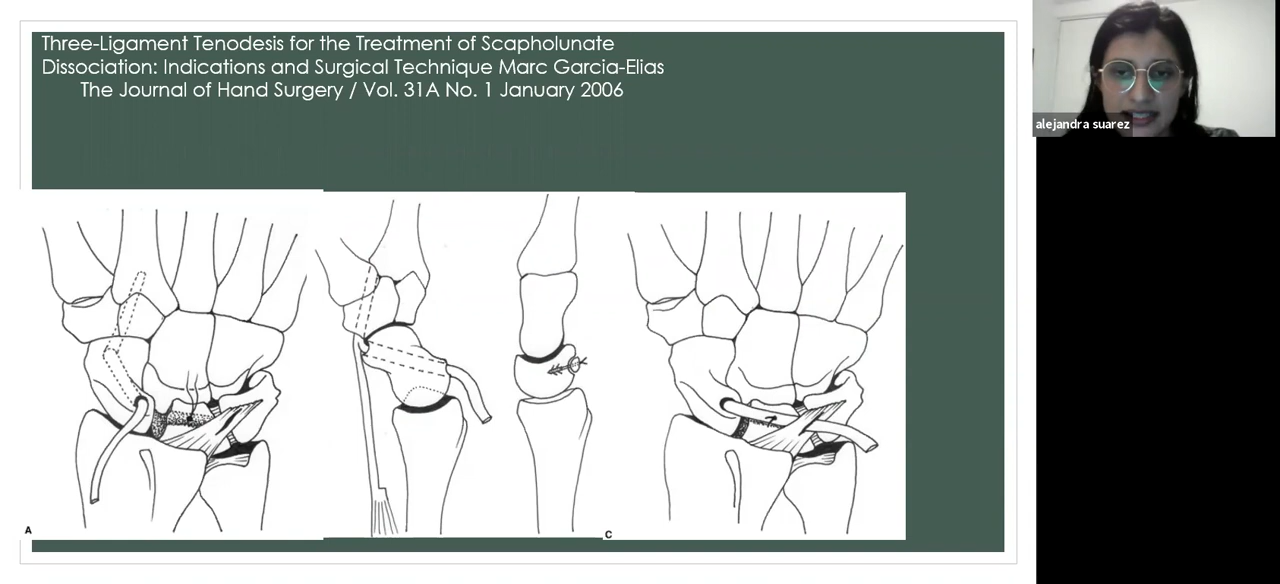 Three-Ligament Tenodesis for the Treatment of Scapholunate
Dissociation: Indications and Surgical Technique Marc Garcia-Elias
The Journal of Hand Surgery / Vol. 31A No. 1 January 2006
alejandra suarez
A
C